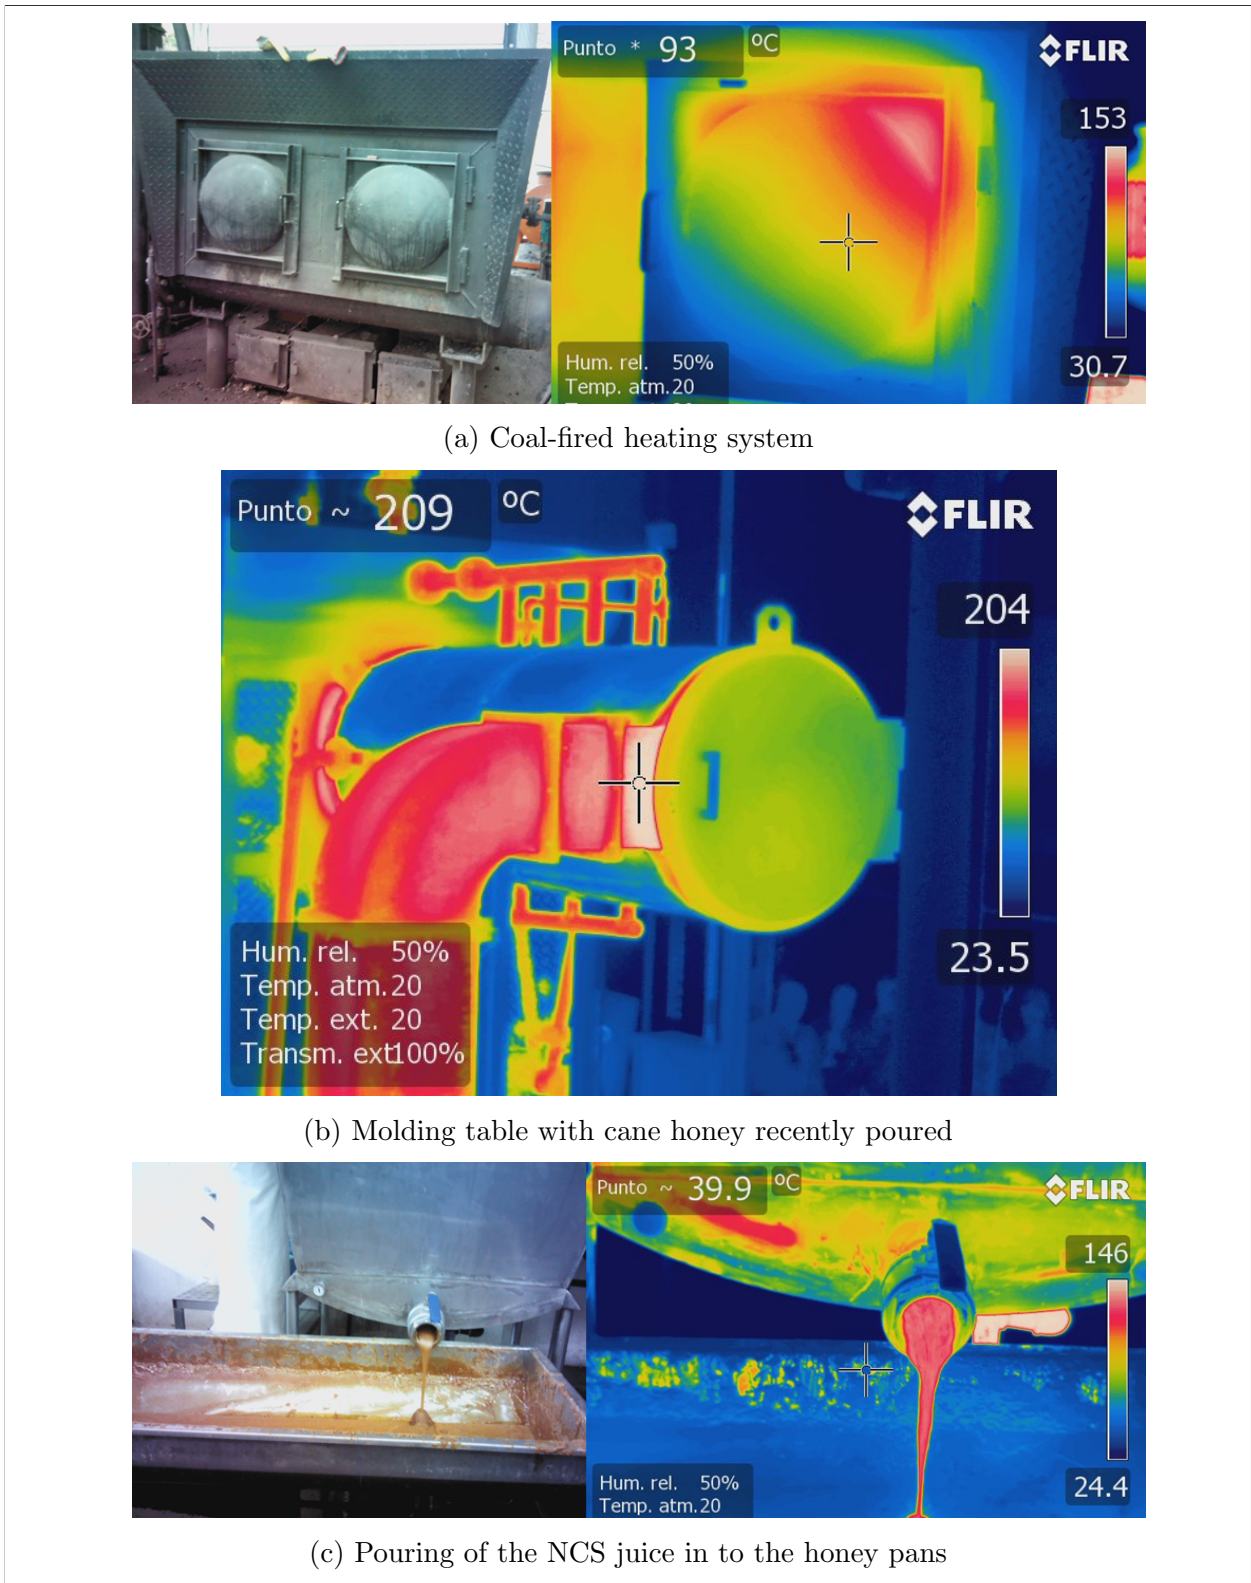 Punto * 93 ºC
FLIR
153
30.7
Hum. rel. 50%
Temp. atm. 20
(a) Coal-fired heating system
Punto ~ 209 ºC
FLIR
204
23.5
Hum. rel. 50%
Temp. atm. 20
Temp. ext. 20
Transm. ext 100%
(b) Molding table with cane honey recently poured
Punto ~ 39.9 ºC
FLIR
146
24.4
Hum. rel. 50%
Temp. atm. 20
(c) Pouring of the NCS juice in to the honey pans